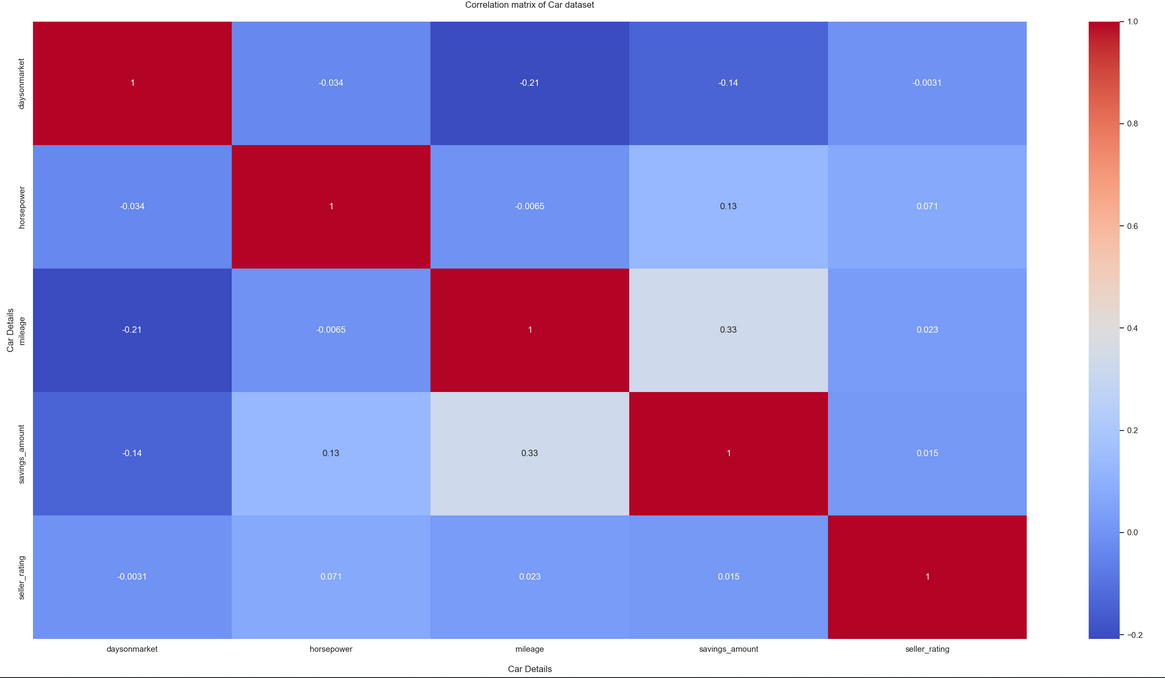 Correlation matrix of Car dataset
daysonmarket
1
-0.034
-0.21
-0.14
-0.0031
horsepower
-0.034
1
-0.0065
0.13
0.071
Car Details
mileage
-0.21
-0.0065
1
0.33
0.023
savings_amount
-0.14
0.13
0.33
1
0.015
seller_rating
-0.0031
0.071
0.023
0.015
1
daysonmarket
horsepower
mileage
savings_amount
seller_rating
Car Details
1.0
0.8
0.6
0.4
0.2
0.0
−0.2